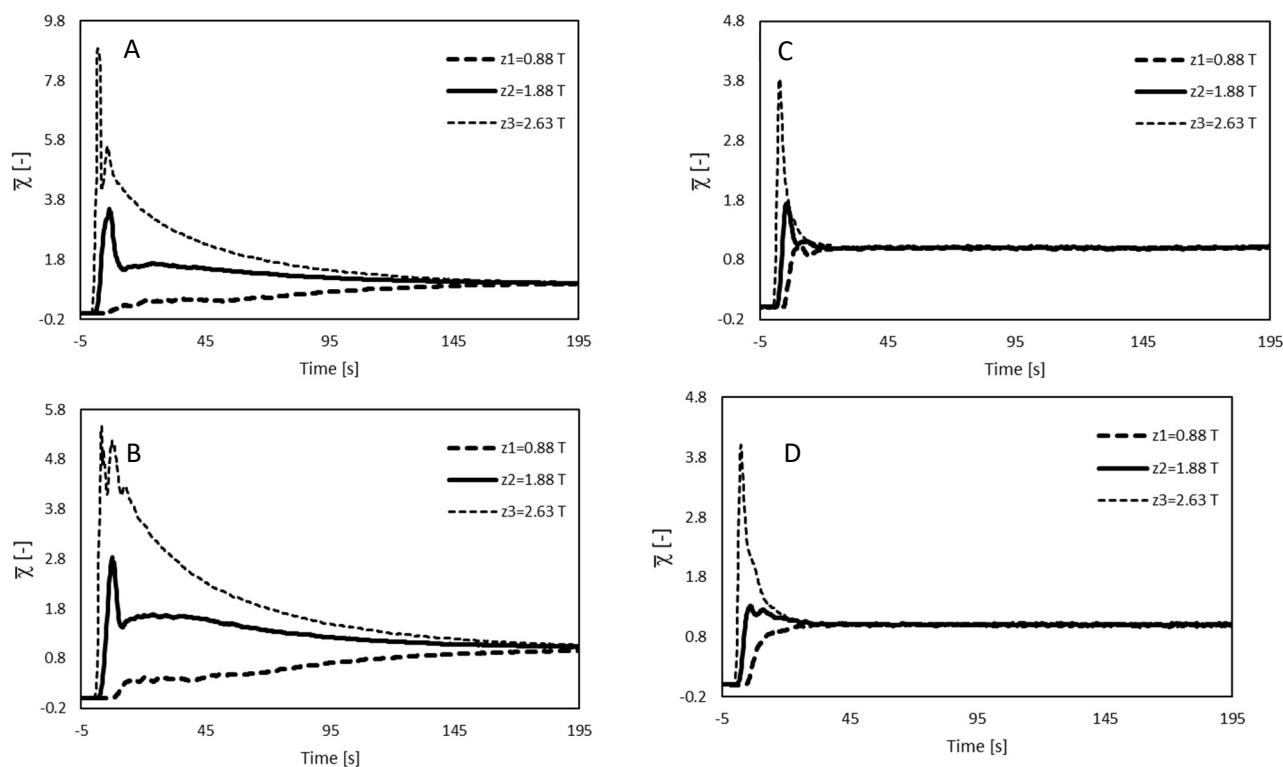 A
9.8
7.8
5.8
3.8
1.8
-0.2
χ̅ [-]
z1=0.88 T
z2=1.88 T
z3=2.63 T
-5 45 95 145 195
Time [s]
C
4.8
3.8
2.8
1.8
0.8
-0.2
χ̅ [-]
z1=0.88 T
z2=1.88 T
z3=2.63 T
-5 45 95 145 195
Time [s]
B
5.8
4.8
3.8
2.8
1.8
0.8
-0.2
χ̅ [-]
z1=0.88 T
z2=1.88 T
z3=2.63 T
-5 45 95 145 195
Time [s]
D
4.8
3.8
2.8
1.8
0.8
-0.2
χ̅ [-]
z1=0.88 T
z2=1.88 T
z3=2.63 T
-5 45 95 145 195
Time [s]